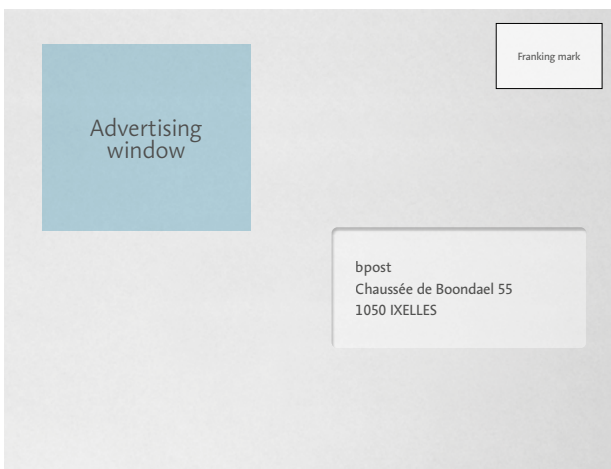 Franking mark
Advertising
window
bpost
Chaussée de Boondael 55
1050 IXELLES